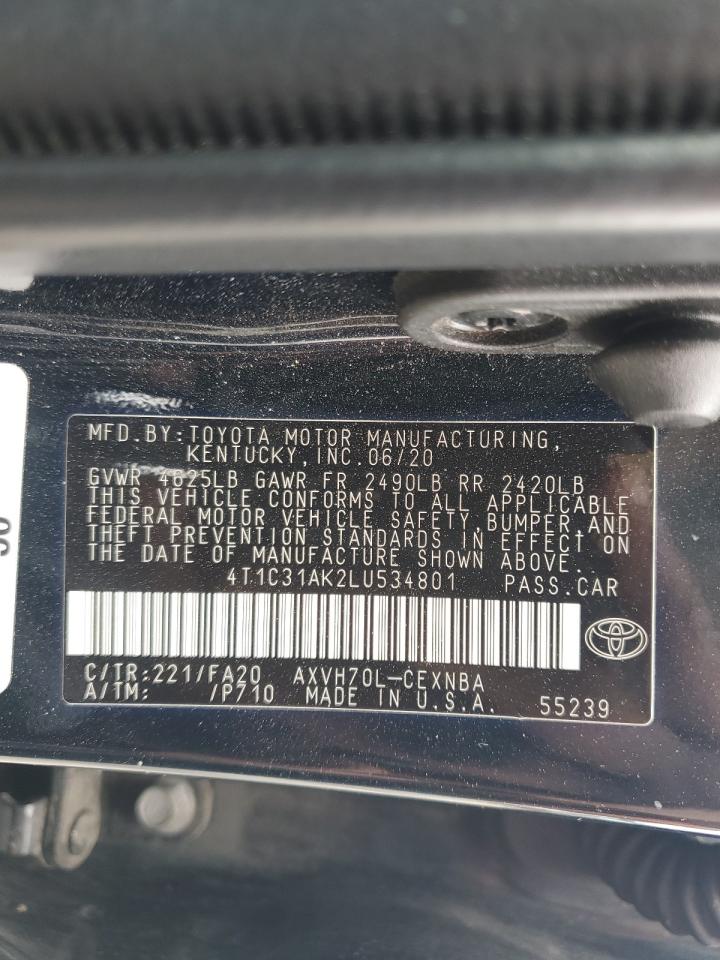 MFD.BY:TOYOTA MOTOR MANUFACTURING,
KENTUCKY,INC.06/20
GVWR 4625LB GAWR FR 2490LB RR 2420LB
THIS VEHICLE CONFORMS TO ALL APPLICABLE
FEDERAL MOTOR VEHICLE SAFETY,BUMPER AND
THEFT PREVENTION STANDARDS IN EFFECT ON
THE DATE OF MANUFACTURE SHOWN ABOVE.
4T1C31AK2LU534801 PASS.CAR
C/TR:221/FA20 AXVH70L-CEXNBA
A/TM: /P710 MADE IN U.S.A. 55239